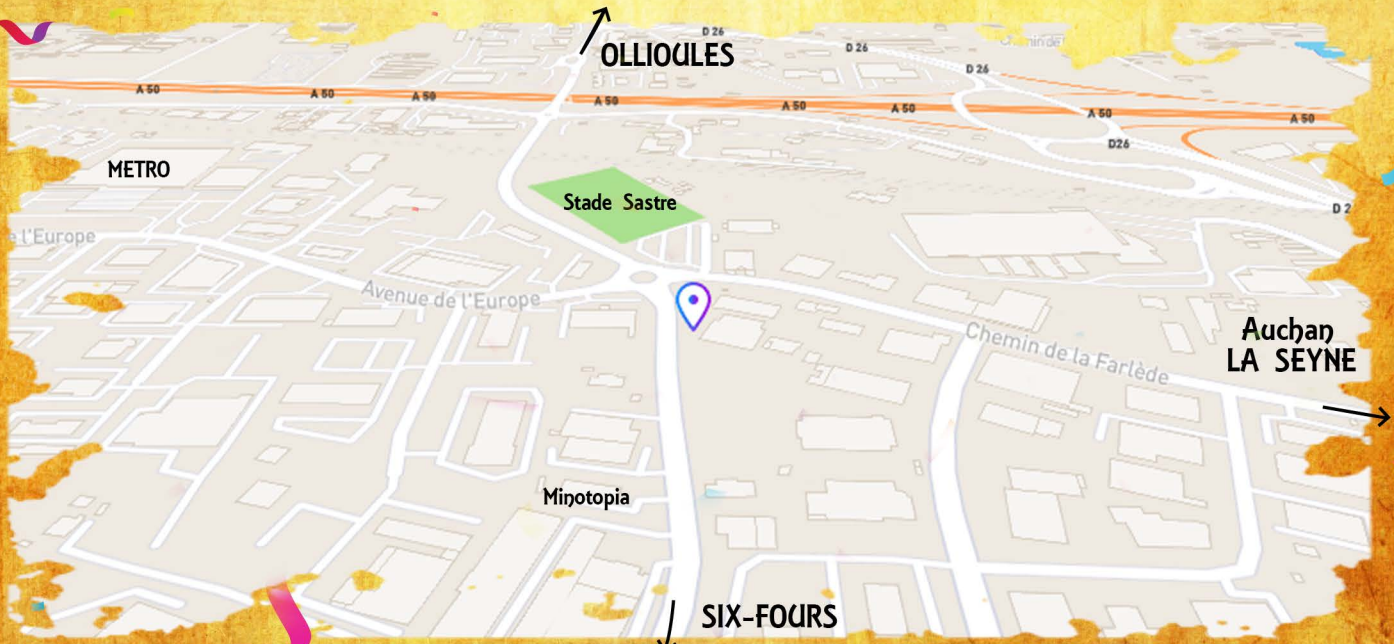 D 26
D 26
D 26
OLLIOULES
A 50
A 50
A 50
A 50
A 50
A 50
A 50
A 50
D26
METRO
Stade Sastre
D 2
e l'Europe
Avenue de l'Europe
Chemin de la Farlède
Auchan
LA SEYNE
Minotopia
SIX-FOURS